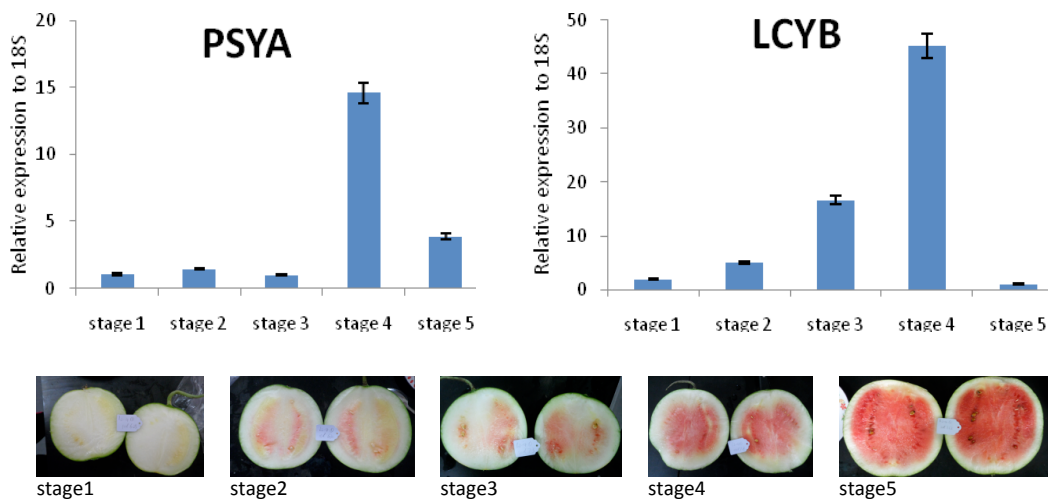 PSYA
Relative expression to 18S
20
15
10
5
0
stage 1
stage 2
stage 3
stage 4
stage 5
LCYB
Relative expression to 18S
50
40
30
20
10
0
stage 1
stage 2
stage 3
stage 4
stage 5
stage1
stage2
stage3
stage4
stage5